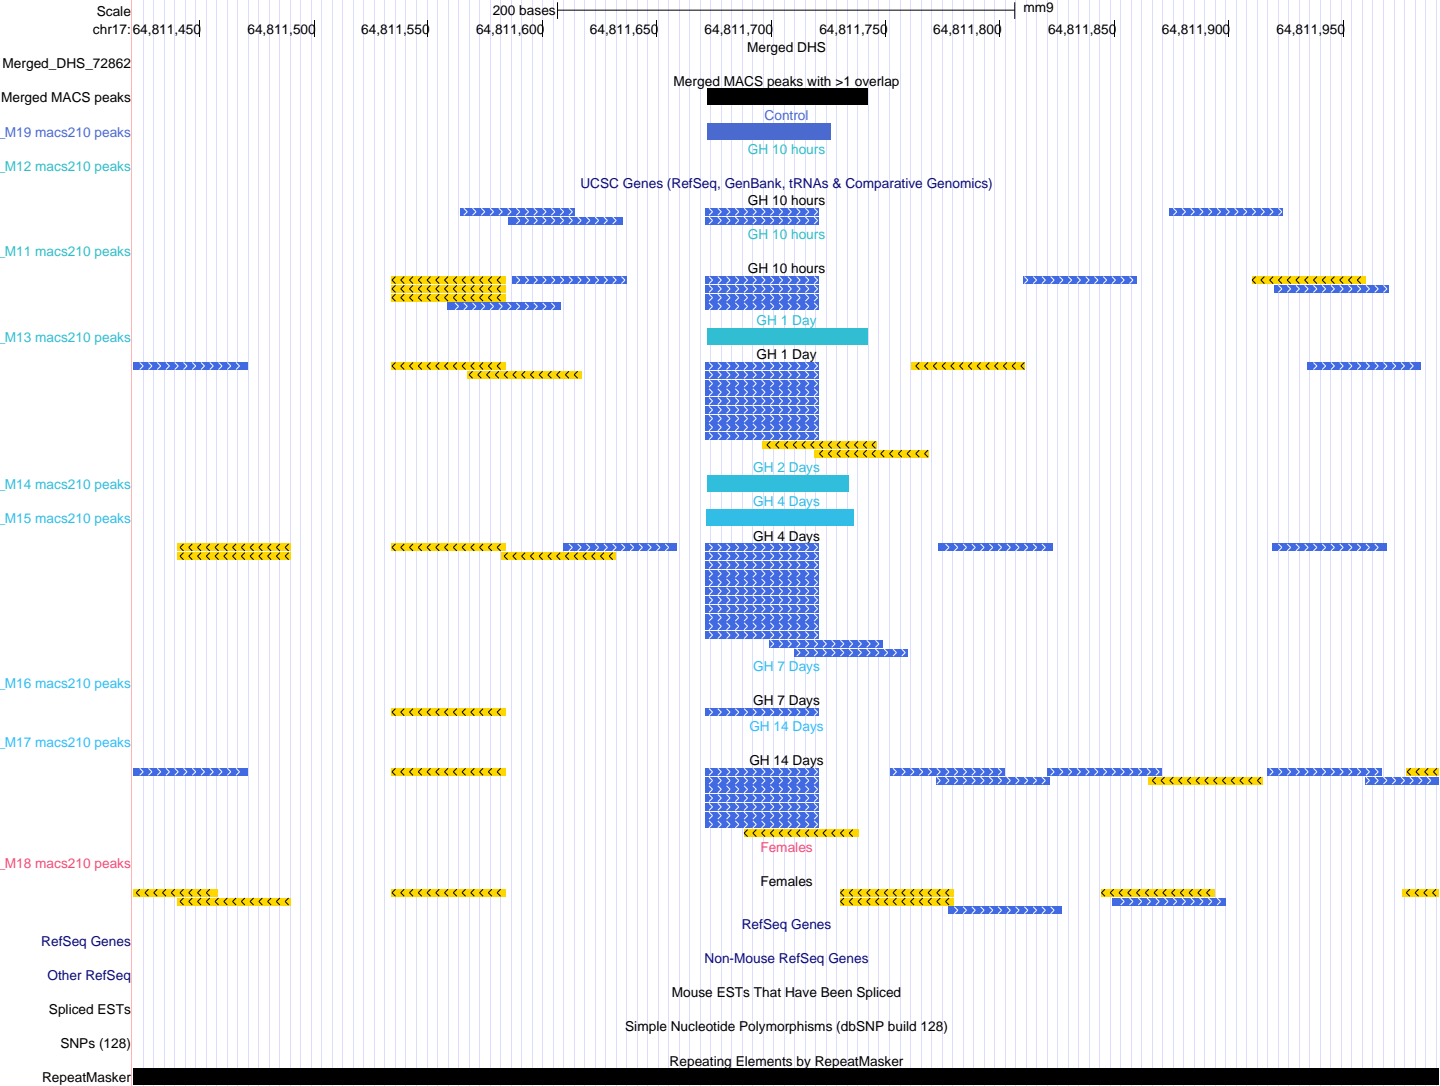 Scale 200 bases mm9
chr17: 64,811,450 64,811,500 64,811,550 64,811,600 64,811,650 64,811,700 64,811,750 64,811,800 64,811,850 64,811,900 64,811,950
Merged DHS
Merged_DHS_72862
Merged MACS peaks with >1 overlap
Merged MACS peaks
Control
_M19 macs210 peaks
GH 10 hours
_M12 macs210 peaks
UCSC Genes (RefSeq, GenBank, tRNAs & Comparative Genomics)
GH 10 hours
GH 10 hours
_M11 macs210 peaks
GH 10 hours
GH 1 Day
_M13 macs210 peaks
GH 1 Day
GH 2 Days
_M14 macs210 peaks
GH 4 Days
_M15 macs210 peaks
GH 4 Days
GH 7 Days
_M16 macs210 peaks
GH 7 Days
GH 14 Days
_M17 macs210 peaks
GH 14 Days
Females
_M18 macs210 peaks
Females
RefSeq Genes
RefSeq Genes
Non-Mouse RefSeq Genes
Other RefSeq
Mouse ESTs That Have Been Spliced
Spliced ESTs
Simple Nucleotide Polymorphisms (dbSNP build 128)
SNPs (128)
Repeating Elements by RepeatMasker
RepeatMasker